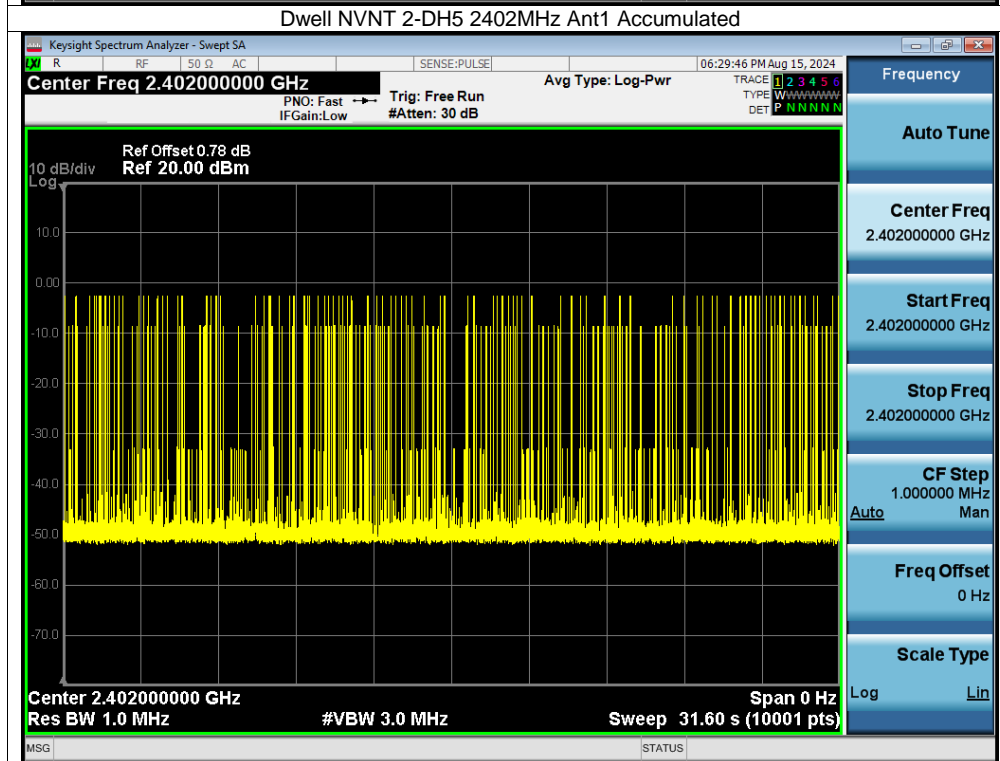 Dwell NVNT 2-DH5 2402MHz Ant1 Accumulated
Keysight Spectrum Analyzer - Swept SA
LXI R RF 50 Ω AC SENSE:PULSE 06:29:46 PM Aug 15, 2024
Center Freq 2.402000000 GHz Avg Type: Log-Pwr TRACE 1 2 3 4 5 6
PNO: Fast Trig: Free Run TYPE WWWWWW
IFGain:Low #Atten: 30 dB DET P N N N N N
Ref Offset 0.78 dB
10 dB/div Ref 20.00 dBm
Log
10.0
0.00
-10.0
-20.0
-30.0
-40.0
-50.0
-60.0
-70.0
Center 2.402000000 GHz Span 0 Hz
Res BW 1.0 MHz #VBW 3.0 MHz Sweep 31.60 s (10001 pts)
MSG STATUS
Frequency
Auto Tune
Center Freq
2.402000000 GHz
Start Freq
2.402000000 GHz
Stop Freq
2.402000000 GHz
CF Step
1.000000 MHz
Auto Man
Freq Offset
0 Hz
Scale Type
Log Lin